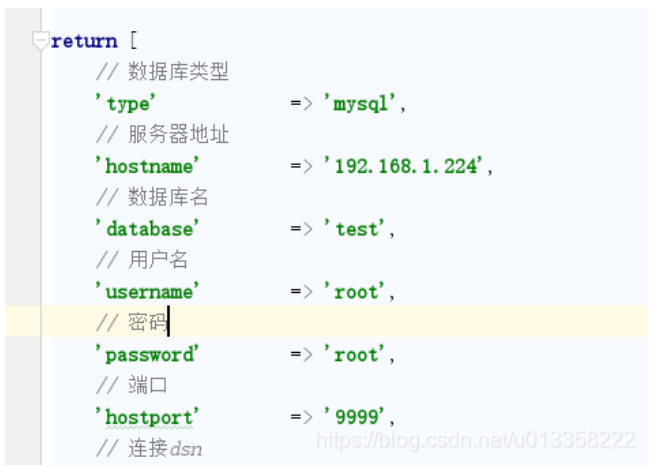 return [
// 数据库类型
'type' => 'mysql',
// 服务器地址
'hostname' => '192.168.1.224',
// 数据库名
'database' => 'test',
// 用户名
'username' => 'root',
// 密码
'password' => 'root',
// 端口
'hostport' => '9999',
// 连接dsn
https://blog.csdn.net/u013358222